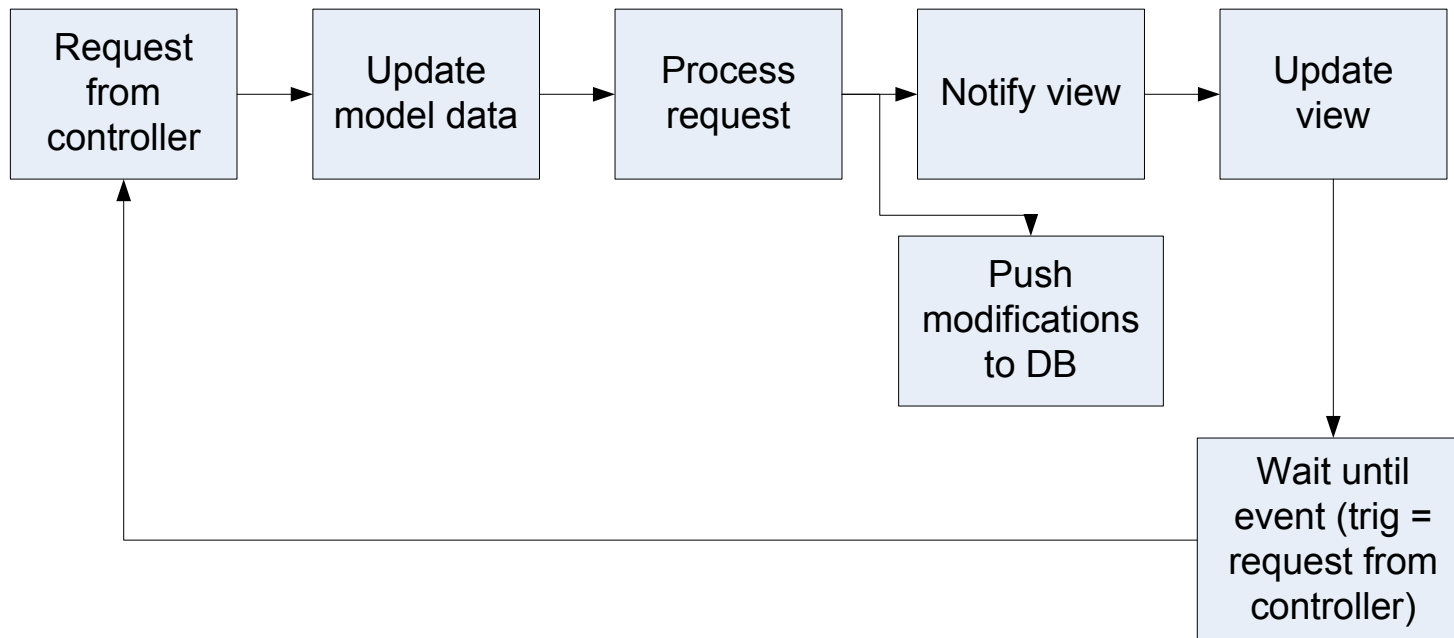 Request
from
controller
Update
model data
Process
request
Notify view
Update
view
Push
modifications
to DB
Wait until
event (trig =
request from
controller)